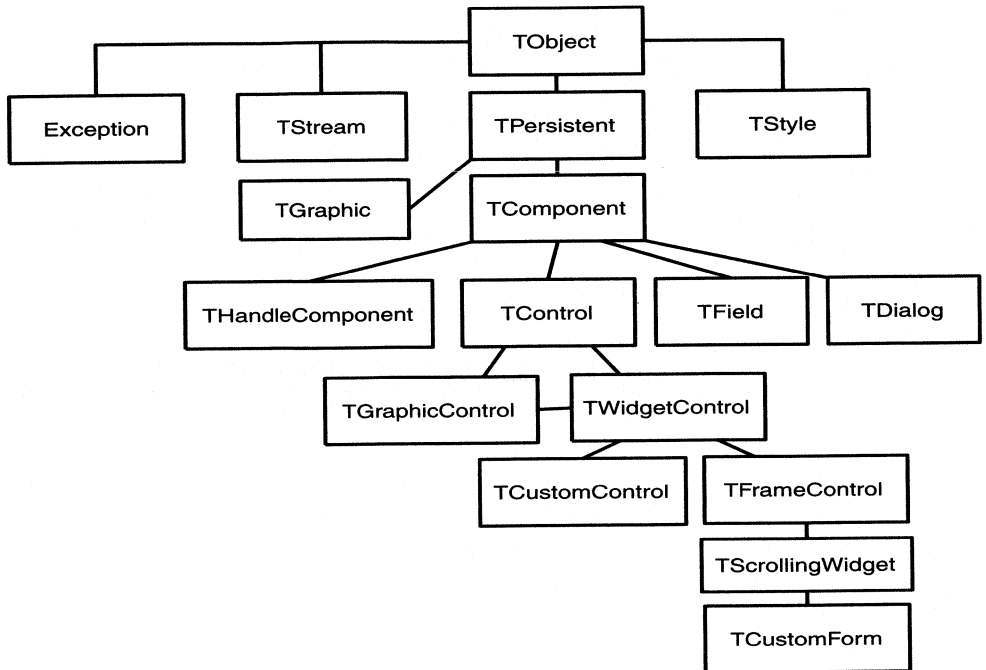 TObject
Exception
TStream
TPersistent
TStyle
TGraphic
TComponent
THandleComponent
TControl
TField
TDialog
TGraphicControl
TWidgetControl
TCustomControl
TFrameControl
TScrollingWidget
TCustomForm